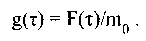 g(τ) = F(τ)/m₀ .